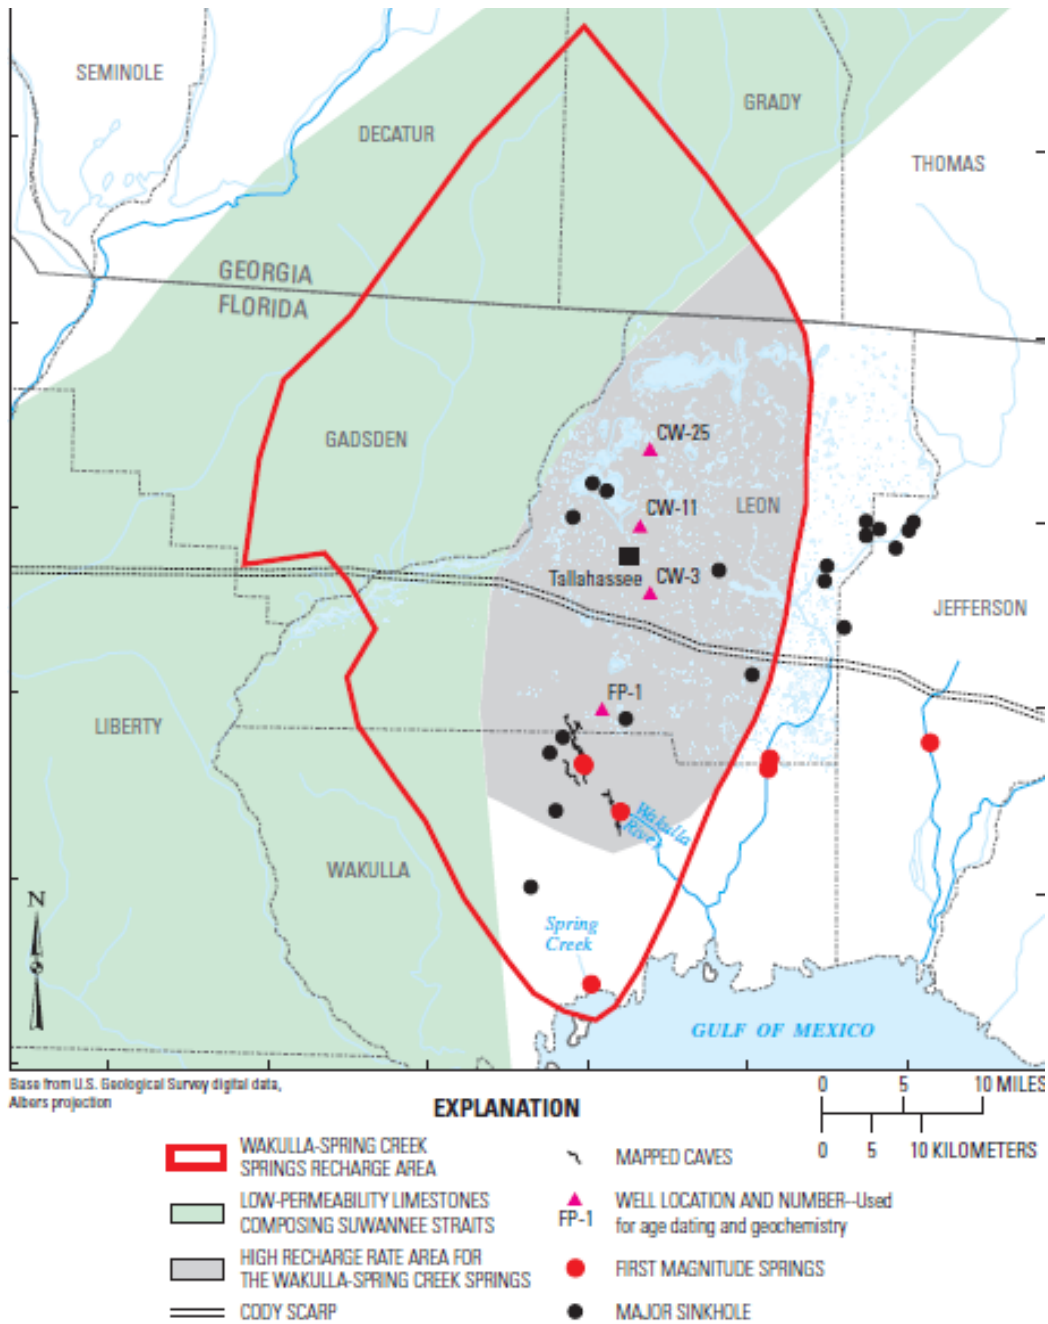 SEMINOLE
DECATUR
GRADY
THOMAS
GEORGIA
FLORIDA
GADSDEN
CW-25
CW-11
LEON
Tallahassee
CW-3
JEFFERSON
FP-1
LIBERTY
Wakulla
River
WAKULLA
N
Spring
Creek
GULF OF MEXICO
Base from U.S. Geological Survey digital data,
Albers projection
0 5 10 MILES
0 5 10 KILOMETERS
EXPLANATION
WAKULLA-SPRING CREEK
SPRINGS RECHARGE AREA
LOW-PERMEABILITY LIMESTONES
COMPOSING SUWANNEE STRAITS
HIGH RECHARGE RATE AREA FOR
THE WAKULLA-SPRING CREEK SPRINGS
CODY SCARP
MAPPED CAVES
FP-1
WELL LOCATION AND NUMBER--Used
for age dating and geochemistry
FIRST MAGNITUDE SPRINGS
MAJOR SINKHOLE